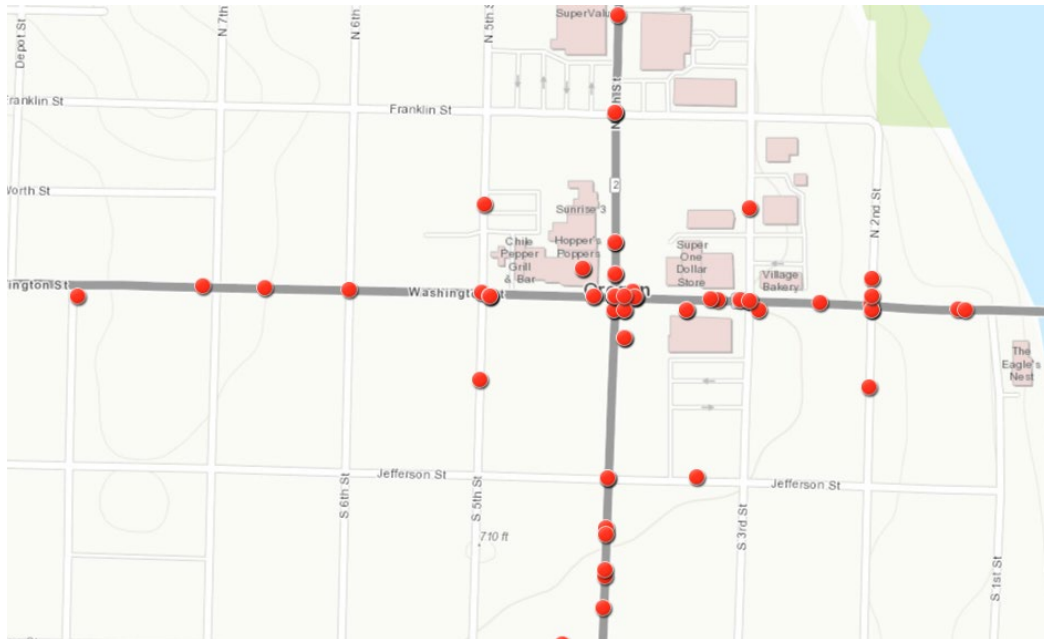 Depot St
N 7th
N 6th
N 5th S
SuperValu
Franklin St
Franklin St
2
N 2nd St
Worth St
Sunrise 3
Chile
Pepper
Grill
& Bar
Hopper's
Poppers
Super
One
Dollar
Store
Village
Bakery
ington St
Washington St
The
Eagle's
Nest
Jefferson St
Jefferson St
S 6th St
S 5th St
710 ft
S 3rd St
S 1st St